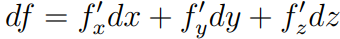 df = f'_x dx + f'_y dy + f'_z dz